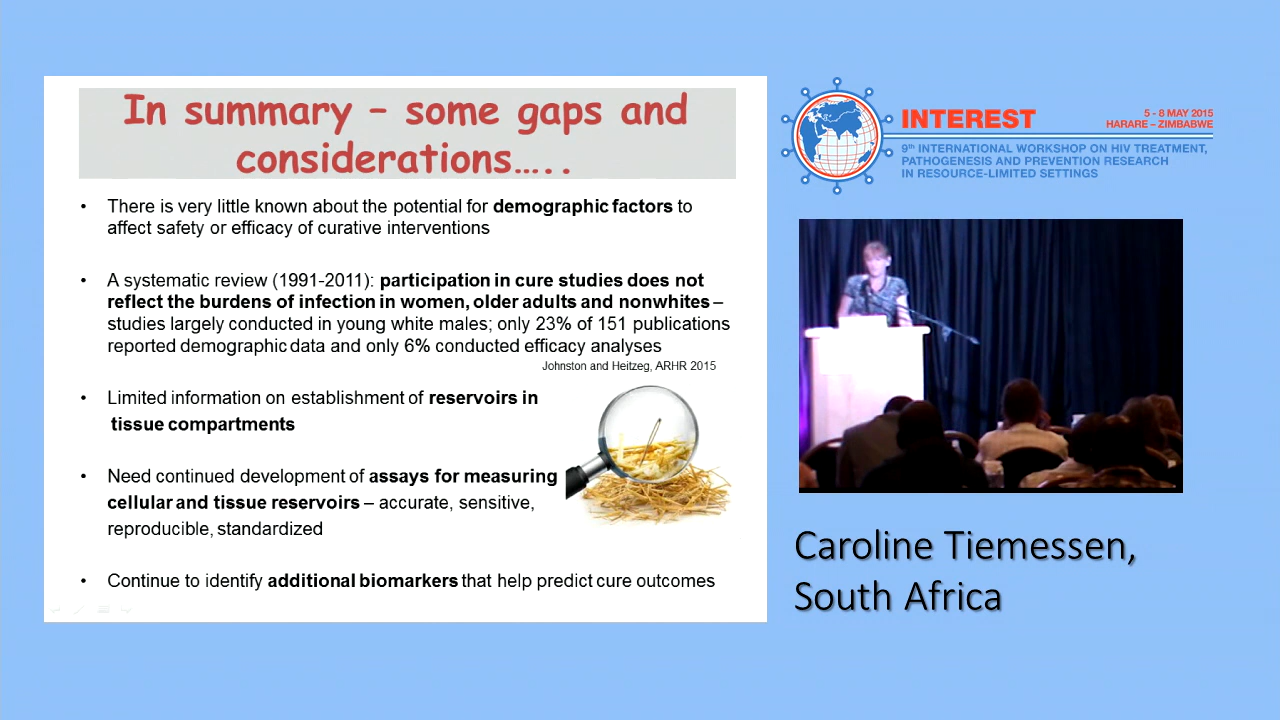 In summary – some gaps and
considerations…..
• There is very little known about the potential for demographic factors to
affect safety or efficacy of curative interventions
• A systematic review (1991-2011): participation in cure studies does not
reflect the burdens of infection in women, older adults and nonwhites –
studies largely conducted in young white males; only 23% of 151 publications
reported demographic data and only 6% conducted efficacy analyses
Johnston and Heitzeg, ARHR 2015
• Limited information on establishment of reservoirs in
tissue compartments
• Need continued development of assays for measuring
cellular and tissue reservoirs – accurate, sensitive,
reproducible, standardized
• Continue to identify additional biomarkers that help predict cure outcomes
INTEREST
5 - 8 MAY 2015
HARARE – ZIMBABWE
9th INTERNATIONAL WORKSHOP ON HIV TREATMENT,
PATHOGENESIS AND PREVENTION RESEARCH
IN RESOURCE-LIMITED SETTINGS
Caroline Tiemessen,
South Africa